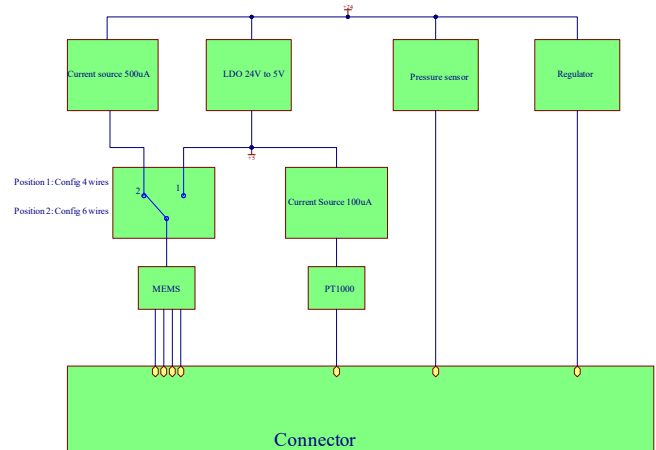 +24
Current source 500uA
LDO 24V to 5V
Pressure sensor
Regulator
+5
Position 1: Config 4 wires
2
1
Position 2: Config 6 wires
Current Source 100uA
MEMS
PT1000
Connector